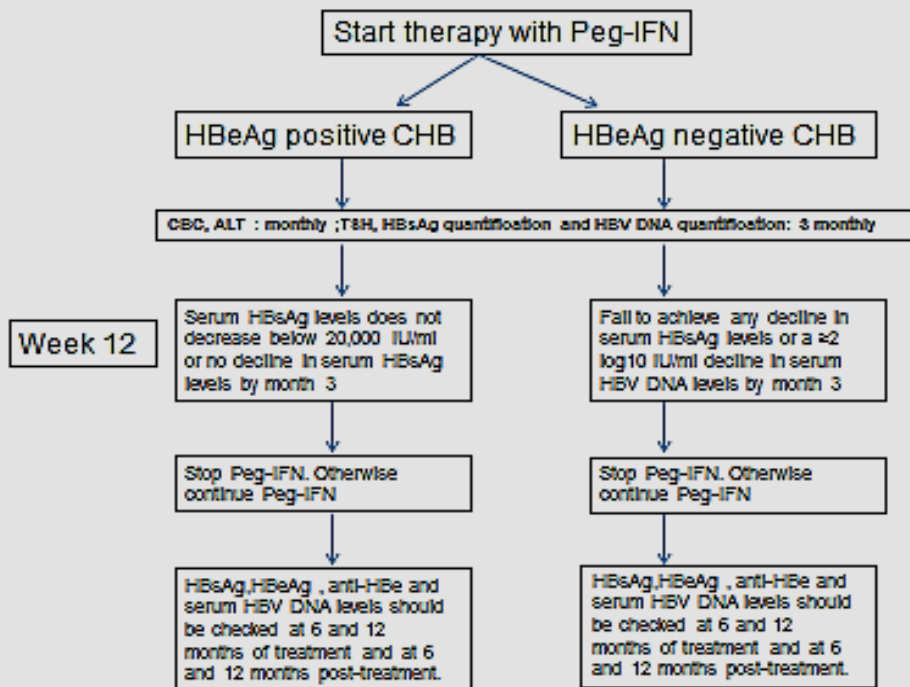 Start therapy with Peg-IFN
HBeAg positive CHB
HBeAg negative CHB
CBC, ALT : monthly ;TSH, HBsAg quantification and HBV DNA quantification: 3 monthly
Week 12
Serum HBsAg levels does not
decrease below 20,000 IU/ml
or no decline in serum HBsAg
levels by month 3
Fail to achieve any decline in
serum HBsAg levels or a ≥2
log10 IU/ml decline in serum
HBV DNA levels by month 3
Stop Peg-IFN. Otherwise
continue Peg-IFN
Stop Peg-IFN. Otherwise
continue Peg-IFN
HBsAg,HBeAg , anti-HBe and
serum HBV DNA levels should
be checked at 6 and 12
months of treatment and at 6
and 12 months post-treatment.
HBsAg,HBeAg , anti-HBe and
serum HBV DNA levels should
be checked at 6 and 12
months of treatment and at 6
and 12 months post-treatment.